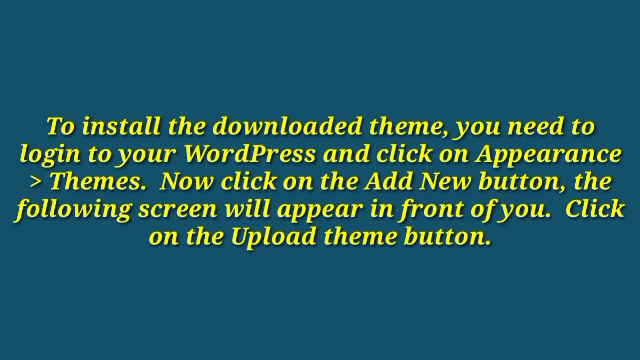 To install the downloaded theme, you need to
login to your WordPress and click on Appearance
> Themes.  Now click on the Add New button, the
following screen will appear in front of you.  Click
on the Upload theme button.